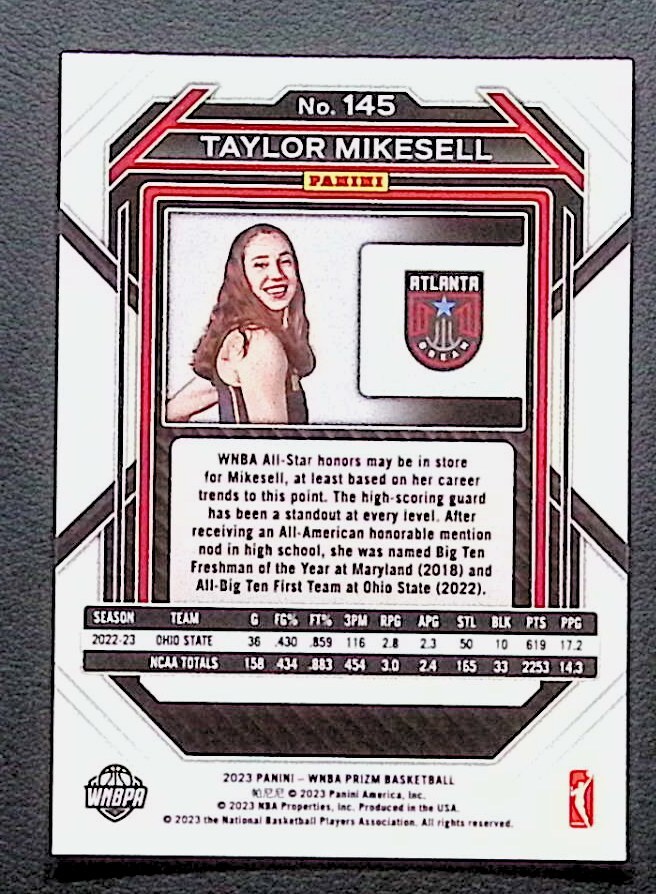 No. 145
TAYLOR MIKESELL
PANINI
ATLANTA
DREAM
WNBA All-Star honors may be in store
for Mikesell, at least based on her career
trends to this point. The high-scoring guard
has been a standout at every level. After
receiving an All-American honorable mention
nod in high school, she was named Big Ten
Freshman of the Year at Maryland (2018) and
All-Big Ten First Team at Ohio State (2022).
SEASON TEAM G FG% FT% 3PM RPG APG STL BLK PTS PPG
2022-23 OHIO STATE 36 .430 .859 116 2.8 2.3 50 10 619 17.2
NCAA TOTALS 158 .434 .883 454 3.0 2.4 165 33 2253 14.3
2023 PANINI – WNBA PRIZM BASKETBALL
帕尼尼 © 2023 Panini America, Inc.
© 2023 NBA Properties, Inc. Produced in the USA.
© 2023 the National Basketball Players Association. All rights reserved.
WNBPA